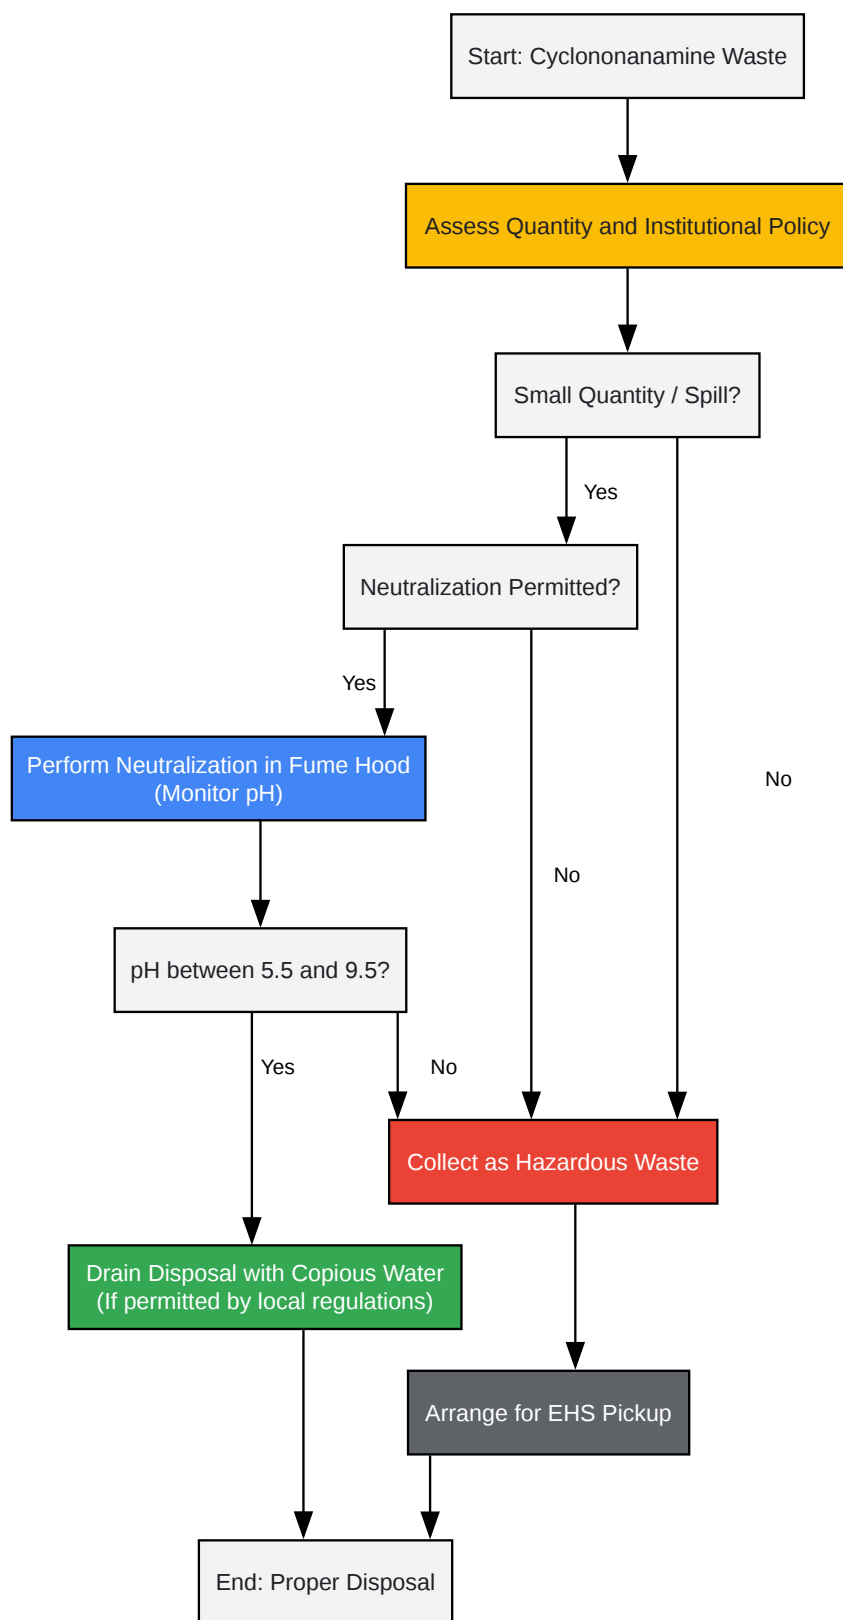 Start: Cyclononanamine Waste
Assess Quantity and Institutional Policy
Small Quantity / Spill?
Yes
Neutralization Permitted?
Yes
Perform Neutralization in Fume Hood
(Monitor pH)
No
No
pH between 5.5 and 9.5?
Yes
No
Collect as Hazardous Waste
Drain Disposal with Copious Water
(If permitted by local regulations)
Arrange for EHS Pickup
End: Proper Disposal